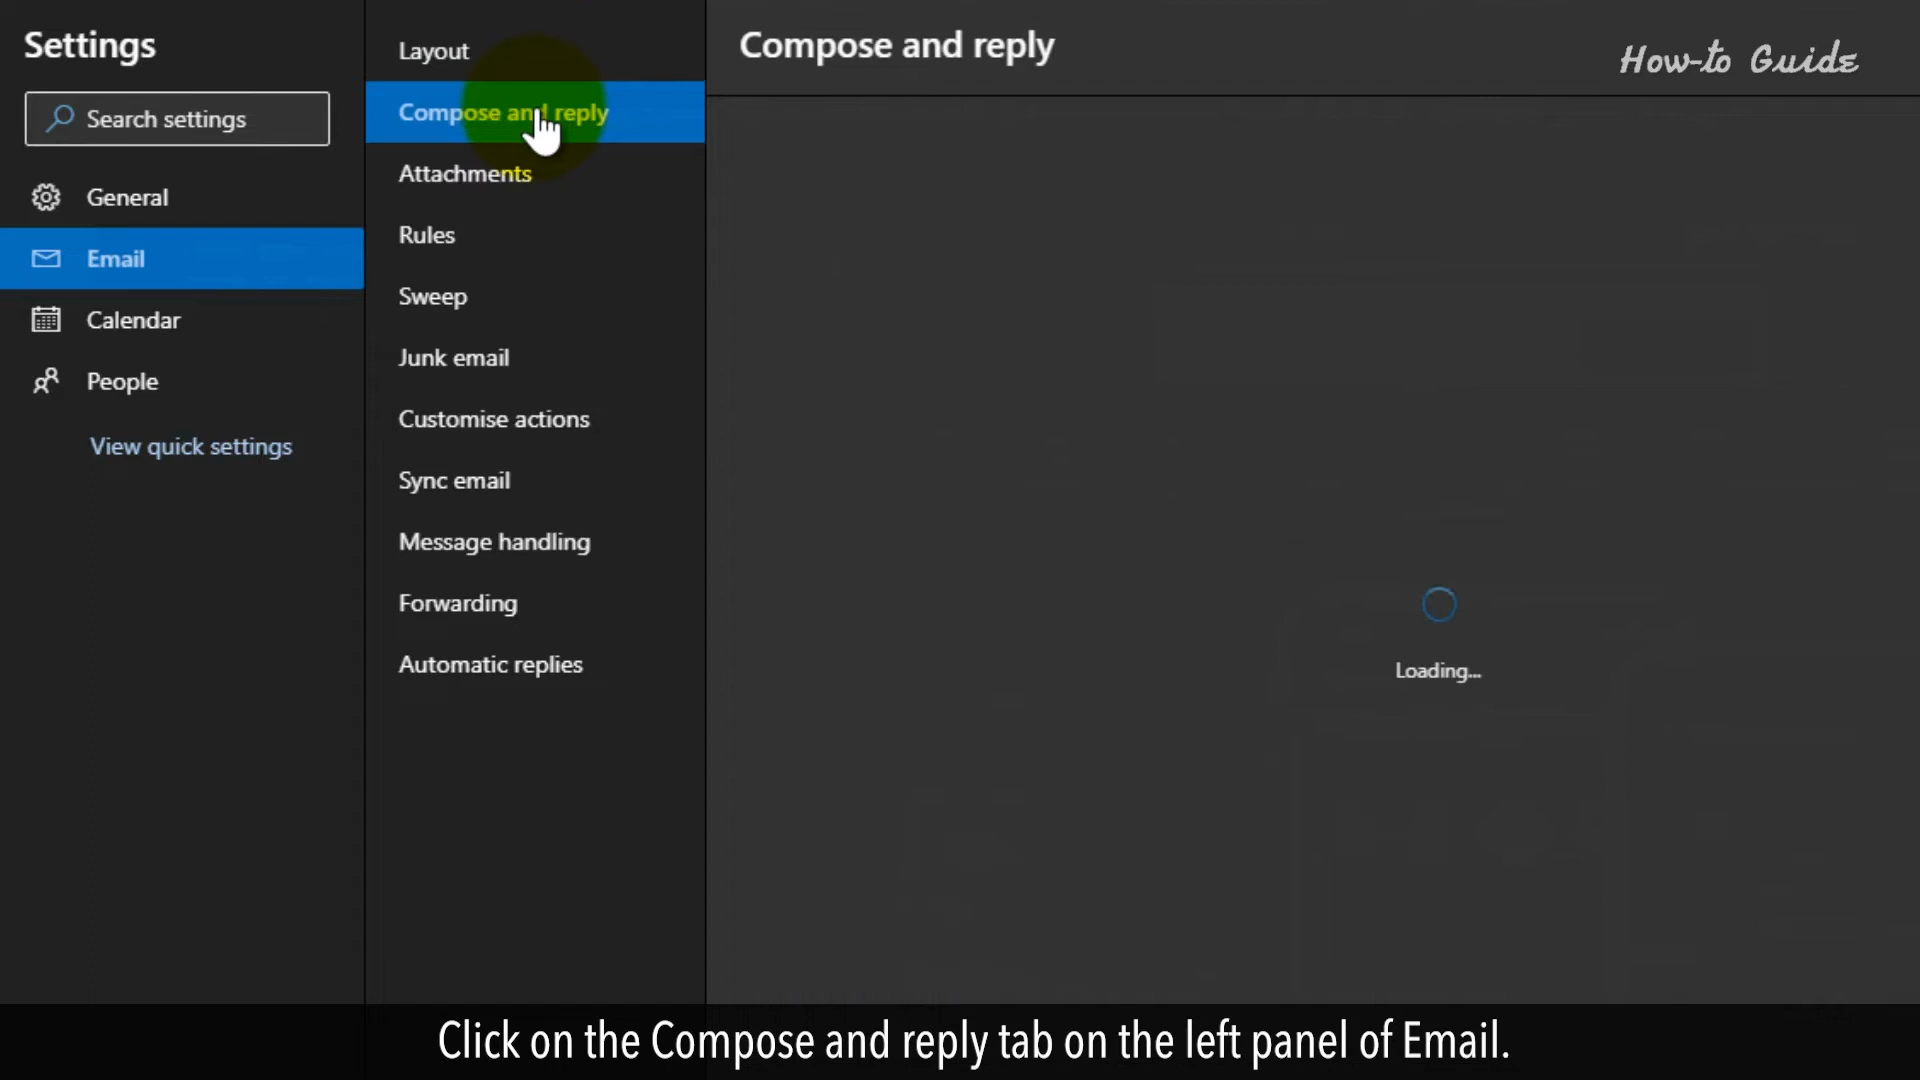 Settings
Search settings
General
Email
Calendar
People
View quick settings
Layout
Compose and reply
Attachments
Rules
Sweep
Junk email
Customise actions
Sync email
Message handling
Forwarding
Automatic replies
Compose and reply
How-to Guide
Loading...
Click on the Compose and reply tab on the left panel of Email.